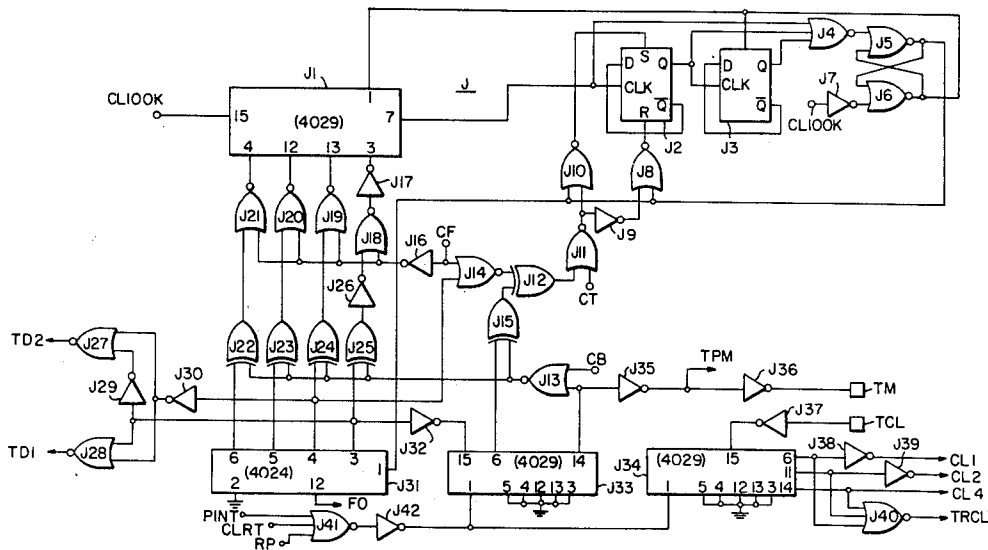 J1
J
1
CL100K
15
(4029)
7
4
12
13
3
D
S
Q
CLK
Q
R
J2
D
Q
CLK
Q
J3
J4
J5
J6
J7
CL100K
J10
J8
J9
J17
J21
J20
J19
J18
J16
CF
J14
J12
J11
CT
J26
J15
J22
J23
J24
J25
J13
CB
J35
TPM
J36
TM
TD2
J27
J29
J30
TD1
J28
J32
J37
TCL
6
5
4
3
(4024)
1
2
12
J31
FO
15
6
(4029)
14
1
5
4
12
13
3
J33
J34
(4029)
15
6
11
14
1
5
4
12
13
3
J38
J39
CL1
CL2
CL4
J40
TRCL
PINT
CLRT
RP
J41
J42